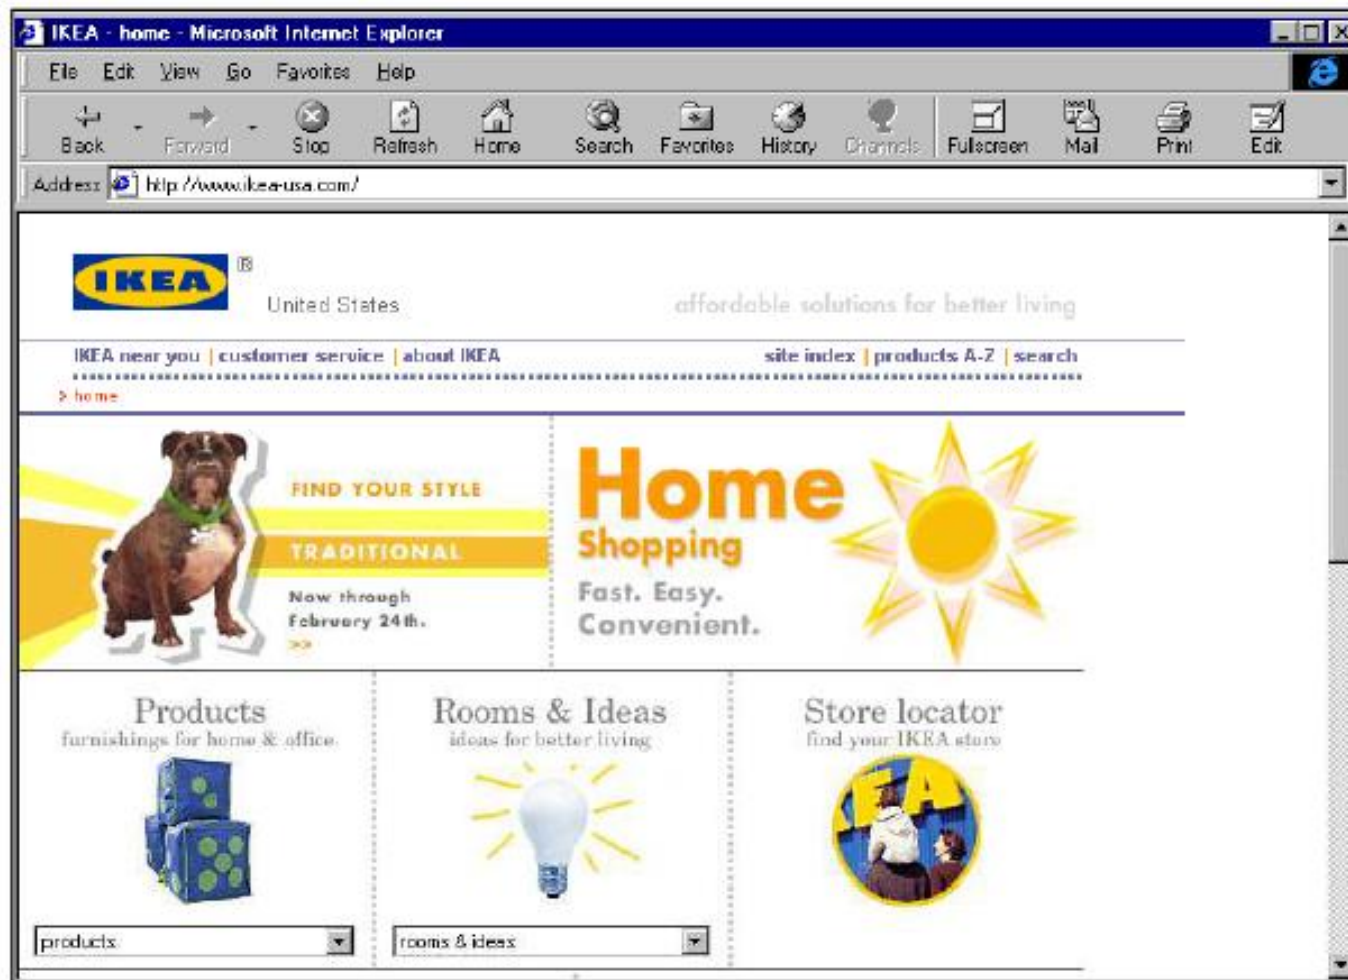 IKEA - home - Microsoft Internet Explorer
File Edit View Go Favorites Help
Back Forward Stop Refresh Home Search Favorites History Channels Fullscreen Mail Print Edit
Address http://www.ikea-usa.com/
IKEA ®
United States affordable solutions for better living
IKEA near you | customer service | about IKEA site index | products A-Z | search
> home
FIND YOUR STYLE
TRADITIONAL
Now through
February 24th.
>>
Home
Shopping
Fast. Easy.
Convenient.
Products
furnishings for home & office.
Rooms & Ideas
ideas for better living
Store locator
find your IKEA store
KEA
products
rooms & ideas